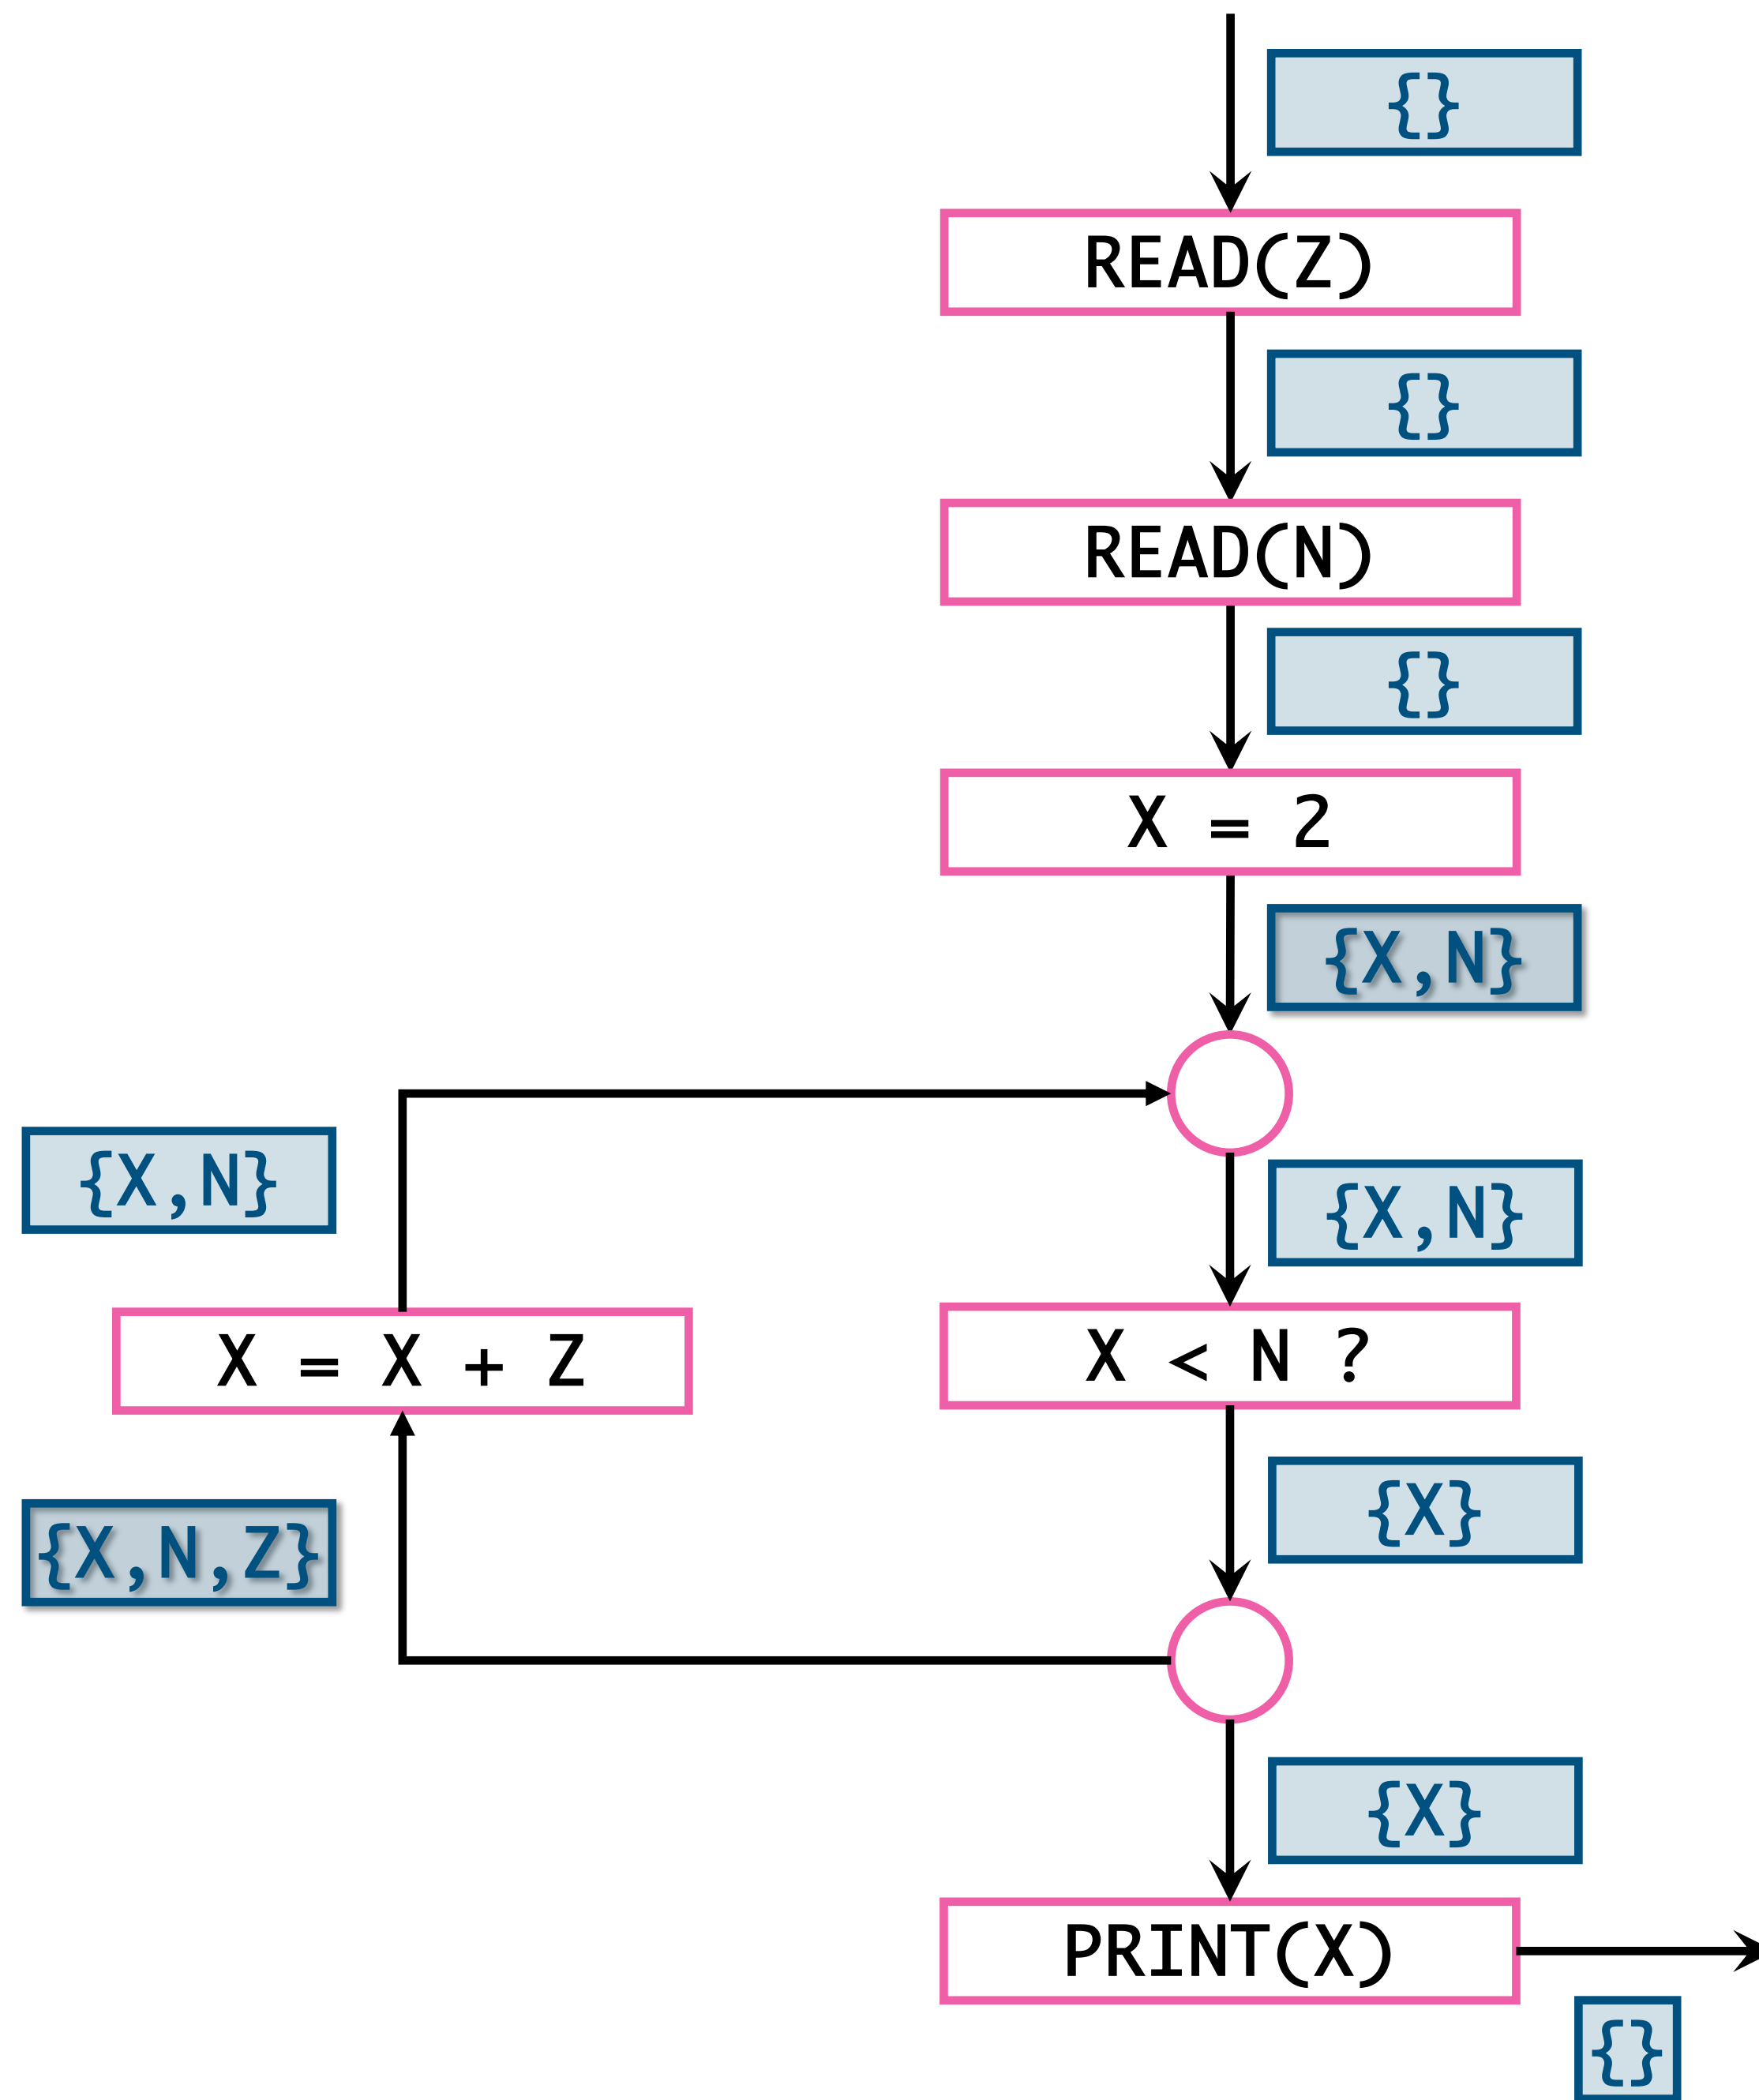 {}
READ(Z)
{}
READ(N)
{}
X = 2
{X,N}
{X,N}
{X,N}
X = X + Z
X < N ?
{X}
{X,N,Z}
{X}
PRINT(X)
{}